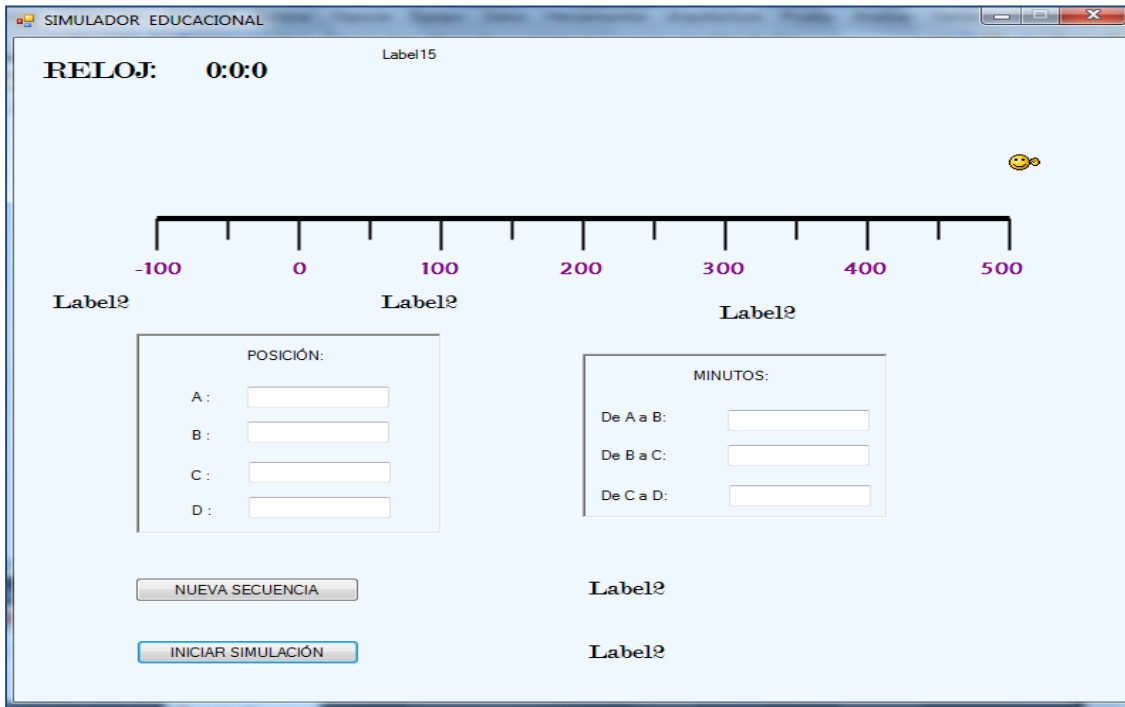 SIMULADOR EDUCACIONAL
Label15
RELOJ: 0:0:0
-100 0 100 200 300 400 500
Label2 Label2 Label2
POSICIÓN:
A :
B :
C :
D :
MINUTOS:
De A a B:
De B a C:
De C a D:
NUEVA SECUENCIA
Label2
INICIAR SIMULACIÓN
Label2